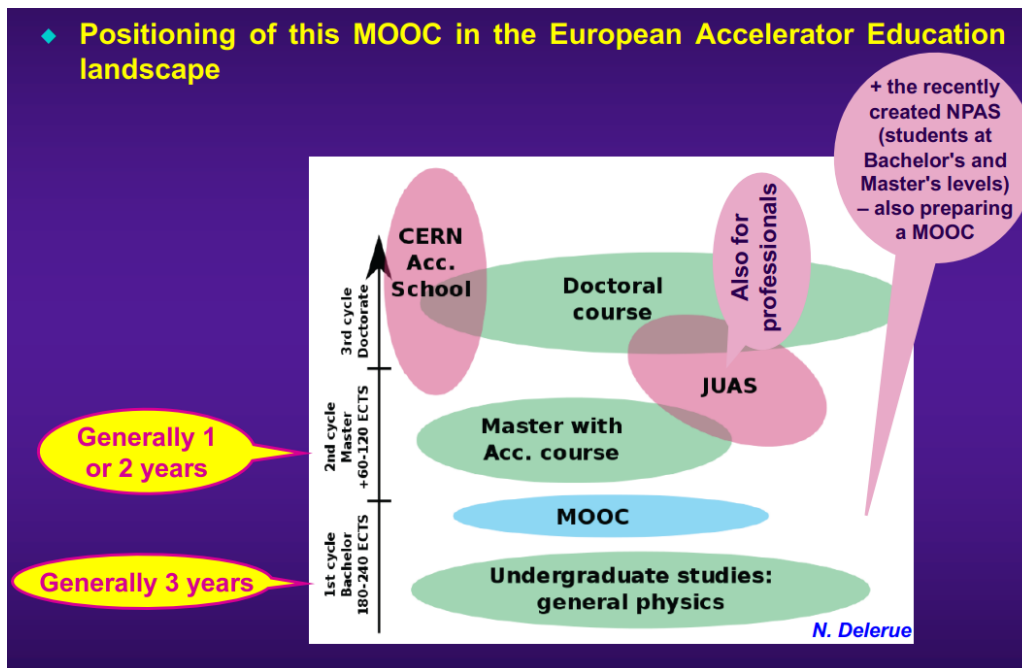 Positioning of this MOOC in the European Accelerator Education
landscape
+ the recently
created NPAS
(students at
Bachelor's and
Master's levels)
– also preparing
a MOOC
CERN
Acc.
School
Doctoral
course
Also for
professionals
JUAS
3rd cycle
Doctorate
Generally 1
or 2 years
2nd cycle
Master
+60-120 ECTS
Master with
Acc. course
MOOC
Generally 3 years
1st cycle
Bachelor
180-240 ECTS
Undergraduate studies:
general physics
N. Delerue